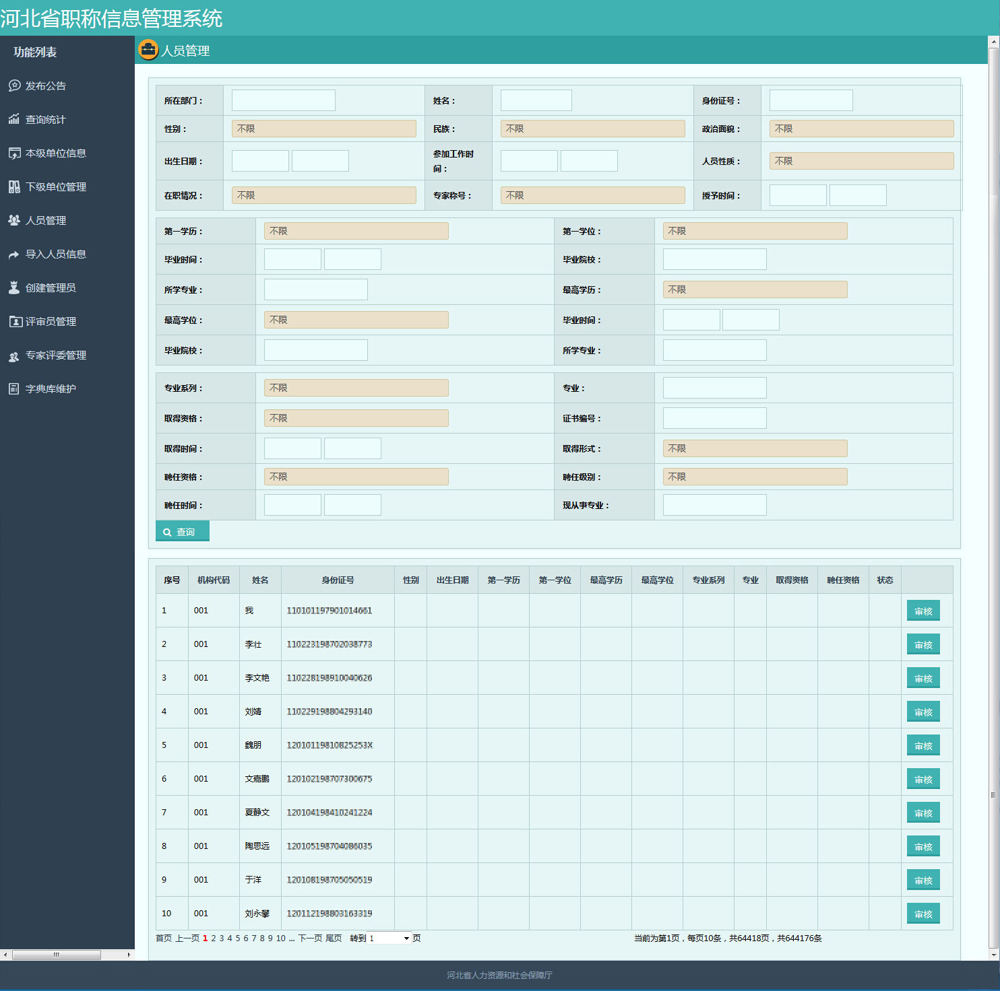 河北省职称信息管理系统
功能列表
发布公告
查询统计
本级单位信息
下级单位管理
人员管理
导入人员信息
创建管理员
评审员管理
专家评委管理
字典库维护
人员管理
所在部门： 姓名： 身份证号：
性别： 不限 民族： 不限 政治面貌： 不限
出生日期： 参加工作时间： 人员性质： 不限
在职情况： 不限 专家称号： 不限 授予时间：
第一学历： 不限 第一学位： 不限
毕业时间： 毕业院校：
所学专业： 最高学历： 不限
最高学位： 不限 毕业时间：
毕业院校： 所学专业：
专业系列： 不限 专业：
取得资格： 不限 证书编号：
取得时间： 取得形式： 不限
聘任资格： 不限 聘任级别： 不限
聘任时间： 现从事专业：
查询
序号 机构代码 姓名 身份证号 性别 出生日期 第一学历 第一学位 最高学历 最高学位 专业系列 专业 取得资格 聘任资格 状态
1 001 我 审核
2 001 李壮 审核
3 001 李文艳 审核
4 001 刘婧 审核
5 001 魏朋 审核
6 001 文嘉鹏 审核
7 001 夏静文 审核
8 001 陶思远 审核
9 001 于洋 审核
10 001 刘永攀 审核
首页 上一页 1 2 3 4 5 6 7 8 9 10 ... 下一页 尾页 转到 1 页 当前为第1页，每页10条，共64418页，共644176条
河北省人力资源和社会保障厅